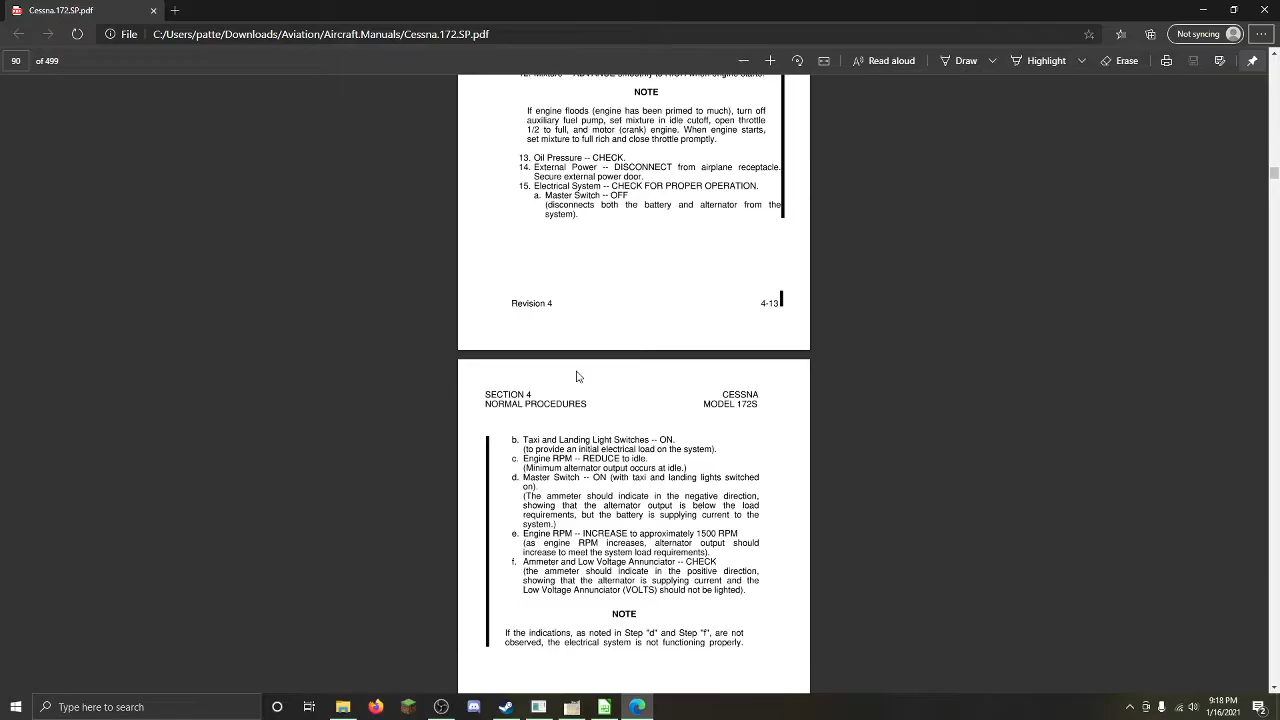 Cessna.172.SP.pdf
File C:/Users/patte/Downloads/Aviation/Aircraft.Manuals/Cessna.172.SP.pdf
Not syncing
90 of 499
Read aloud
Draw
Highlight
Erase
12. Mixture -- ADVANCE smoothly to RICH when engine starts.
NOTE
If engine floods (engine has been primed to much), turn off
auxiliary fuel pump, set mixture in idle cutoff, open throttle
1/2 to full, and motor (crank) engine. When engine starts,
set mixture to full rich and close throttle promptly.
13. Oil Pressure -- CHECK.
14. External Power -- DISCONNECT from airplane receptacle.
Secure external power door.
15. Electrical System -- CHECK FOR PROPER OPERATION.
a. Master Switch -- OFF
(disconnects both the battery and alternator from the
system).
Revision 4
4-13
SECTION 4
CESSNA
NORMAL PROCEDURES
MODEL 172S
b. Taxi and Landing Light Switches -- ON.
(to provide an initial electrical load on the system).
c. Engine RPM -- REDUCE to idle.
(Minimum alternator output occurs at idle.)
d. Master Switch -- ON (with taxi and landing lights switched
on).
(The ammeter should indicate in the negative direction,
showing that the alternator output is below the load
requirements, but the battery is supplying current to the
system.)
e. Engine RPM -- INCREASE to approximately 1500 RPM
(as engine RPM increases, alternator output should
increase to meet the system load requirements).
f. Ammeter and Low Voltage Annunciator -- CHECK
(the ammeter should indicate in the positive direction,
showing that the alternator is supplying current and the
Low Voltage Annunciator (VOLTS) should not be lighted).
NOTE
If the indications, as noted in Step "d" and Step "f", are not
observed, the electrical system is not functioning properly.
Type here to search
9:18 PM
11/16/2021